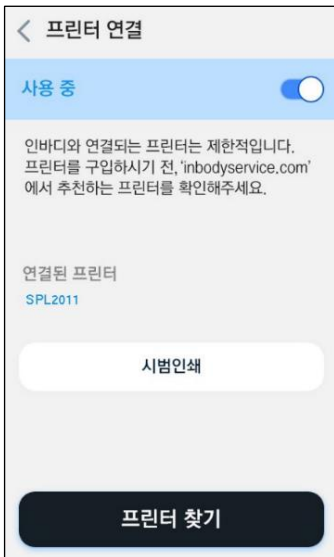 프린터 연결
사용 중
인바디와 연결되는 프린터는 제한적입니다.
프린터를 구입하시기 전, 'inbodyservice.com'
에서 추천하는 프린터를 확인해주세요.
연결된 프린터
SPL2011
시범인쇄
프린터 찾기